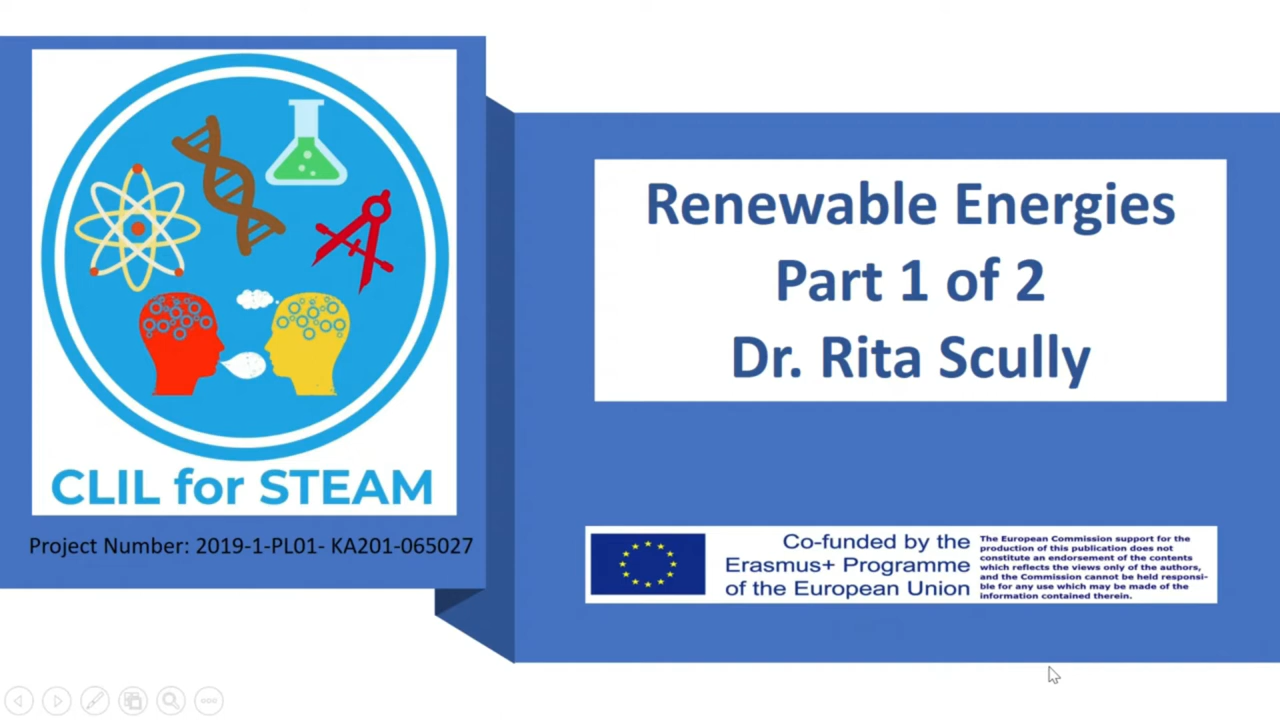 CLIL for STEAM
Project Number: 2019-1-PL01- KA201-065027
Renewable Energies
Part 1 of 2
Dr. Rita Scully
Co-funded by the
Erasmus+ Programme
of the European Union
The European Commission support for the
production of this publication does not
constitute an endorsement of the contents
which reflects the views only of the authors,
and the Commission cannot be held responsi-
ble for any use which may be made of the
information contained therein.